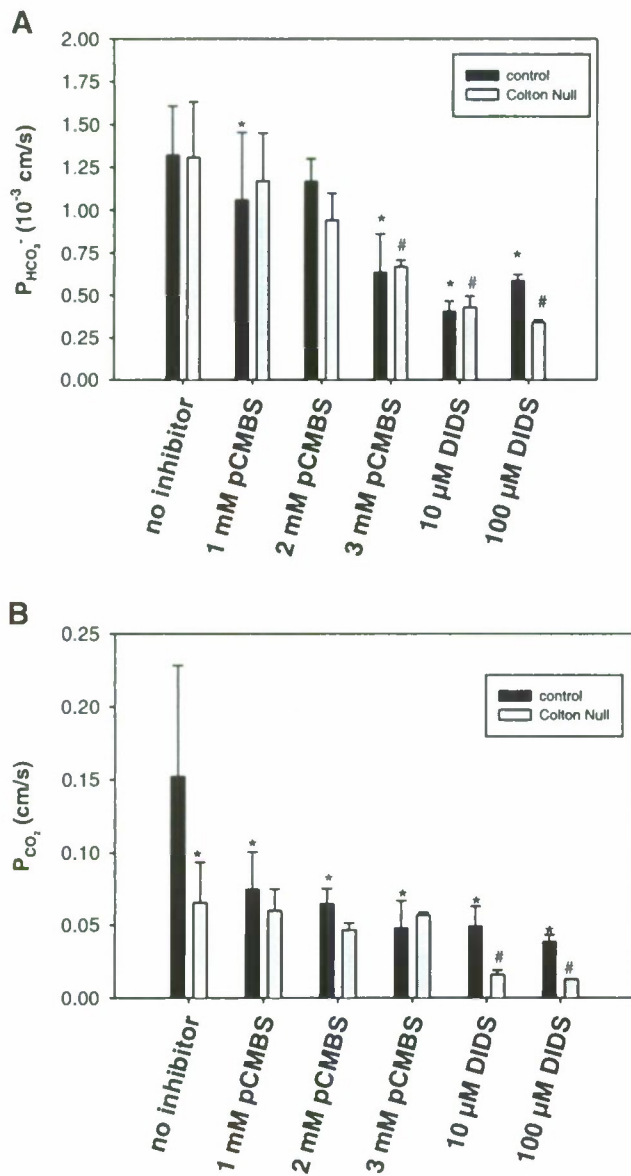 A
2.00
1.75
1.50
1.25
1.00
0.75
0.50
0.25
0.00
P_HCO₃⁻ (10⁻³ cm/s)
control
Colton Null
*
*
#
*
#
*
#
no inhibitor
1 mM pCMBS
2 mM pCMBS
3 mM pCMBS
10 µM DIDS
100 µM DIDS
B
0.25
0.20
0.15
0.10
0.05
0.00
P_CO₂ (cm/s)
control
Colton Null
*
*
*
*
*
#
*
#
no inhibitor
1 mM pCMBS
2 mM pCMBS
3 mM pCMBS
10 µM DIDS
100 µM DIDS